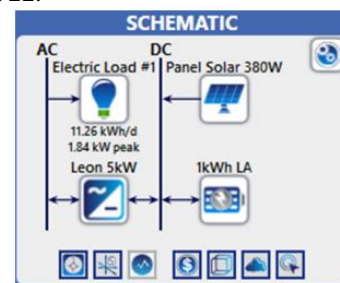 SCHEMATIC
AC DC
Electric Load #1 Panel Solar 380W
11.26 kWh/d
1.84 kW peak
Leon 5kW 1kWh LA